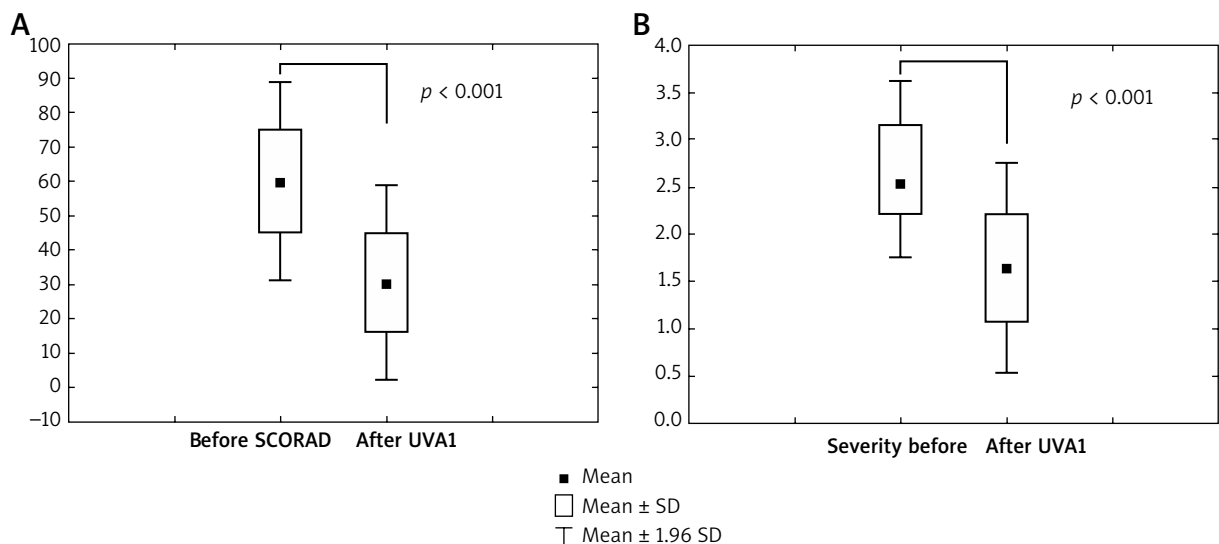 A
100
90
80
70
60
50
40
30
20
10
0
–10
p < 0.001
Before SCORAD After UVA1
B
4.0
3.5
3.0
2.5
2.0
1.5
1.0
0.5
0.0
p < 0.001
Severity before After UVA1
Mean
Mean ± SD
Mean ± 1.96 SD